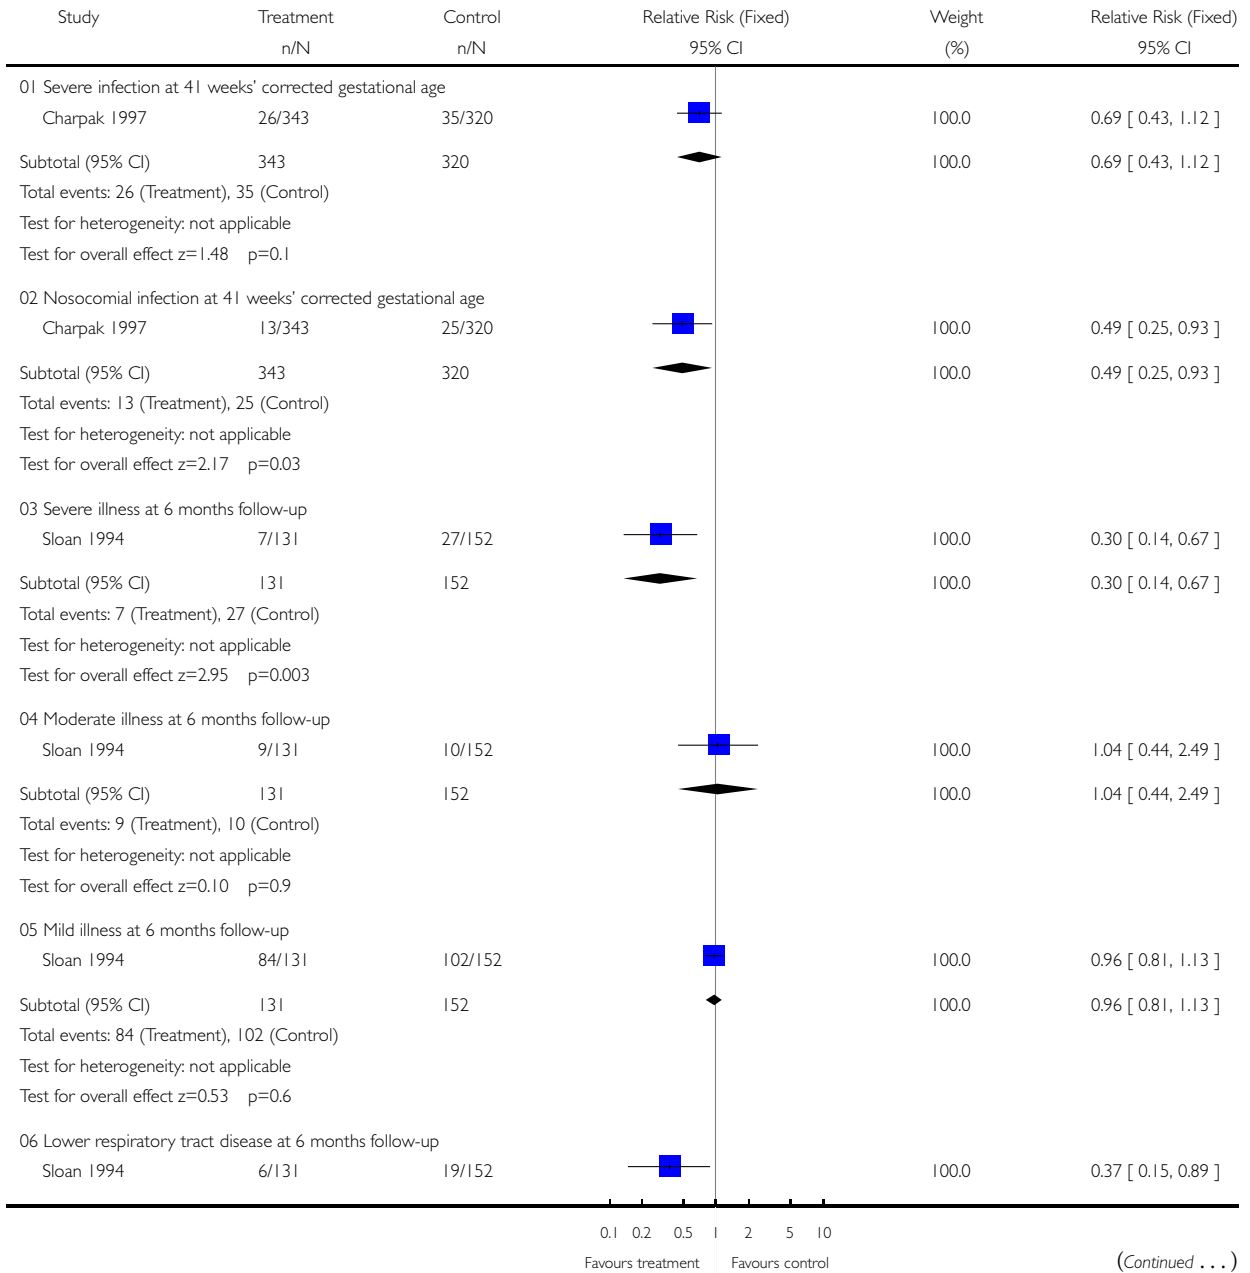 Study Treatment Control Relative Risk (Fixed) Weight Relative Risk (Fixed)
n/N n/N 95% CI (%) 95% CI
01 Severe infection at 41 weeks’ corrected gestational age
Charpak 1997 26/343 35/320 100.0 0.69 [ 0.43, 1.12 ]
Subtotal (95% CI) 343 320 100.0 0.69 [ 0.43, 1.12 ]
Total events: 26 (Treatment), 35 (Control)
Test for heterogeneity: not applicable
Test for overall effect z=1.48 p=0.1
02 Nosocomial infection at 41 weeks’ corrected gestational age
Charpak 1997 13/343 25/320 100.0 0.49 [ 0.25, 0.93 ]
Subtotal (95% CI) 343 320 100.0 0.49 [ 0.25, 0.93 ]
Total events: 13 (Treatment), 25 (Control)
Test for heterogeneity: not applicable
Test for overall effect z=2.17 p=0.03
03 Severe illness at 6 months follow-up
Sloan 1994 7/131 27/152 100.0 0.30 [ 0.14, 0.67 ]
Subtotal (95% CI) 131 152 100.0 0.30 [ 0.14, 0.67 ]
Total events: 7 (Treatment), 27 (Control)
Test for heterogeneity: not applicable
Test for overall effect z=2.95 p=0.003
04 Moderate illness at 6 months follow-up
Sloan 1994 9/131 10/152 100.0 1.04 [ 0.44, 2.49 ]
Subtotal (95% CI) 131 152 100.0 1.04 [ 0.44, 2.49 ]
Total events: 9 (Treatment), 10 (Control)
Test for heterogeneity: not applicable
Test for overall effect z=0.10 p=0.9
05 Mild illness at 6 months follow-up
Sloan 1994 84/131 102/152 100.0 0.96 [ 0.81, 1.13 ]
Subtotal (95% CI) 131 152 100.0 0.96 [ 0.81, 1.13 ]
Total events: 84 (Treatment), 102 (Control)
Test for heterogeneity: not applicable
Test for overall effect z=0.53 p=0.6
06 Lower respiratory tract disease at 6 months follow-up
Sloan 1994 6/131 19/152 100.0 0.37 [ 0.15, 0.89 ]
0.1 0.2 0.5 1 2 5 10
Favours treatment Favours control (Continued . . . )